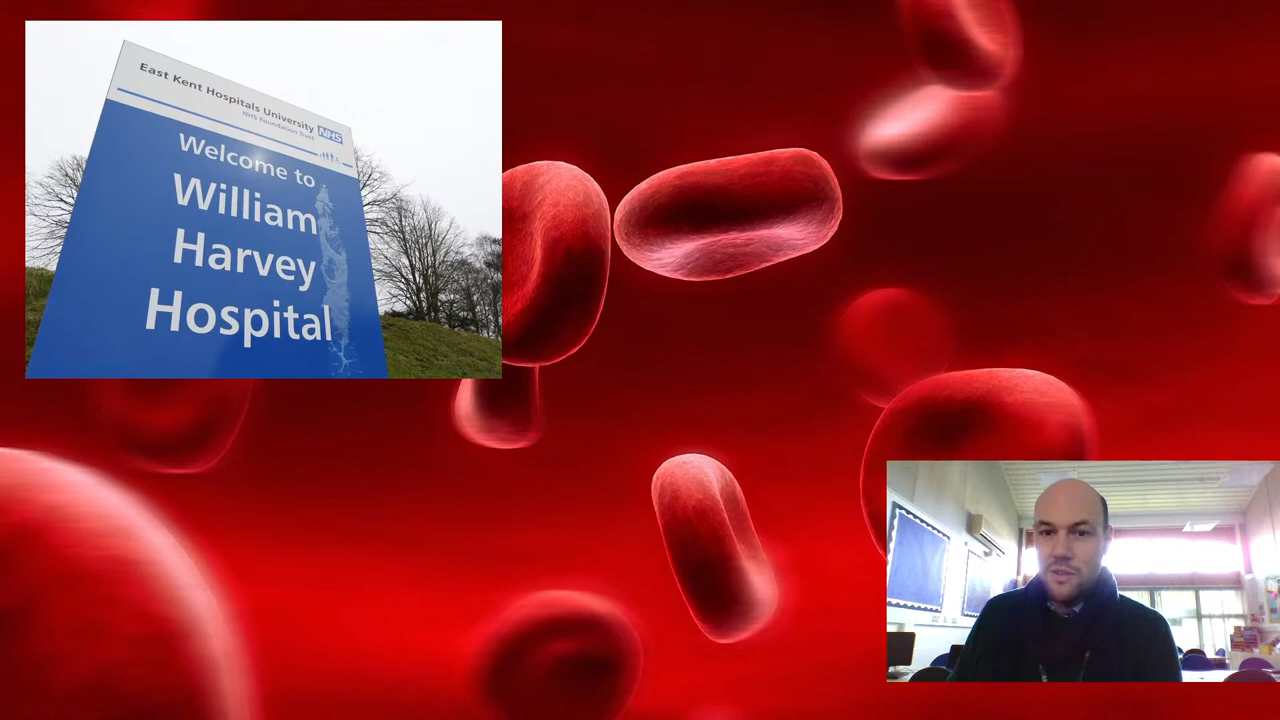 East Kent Hospitals University
NHS Foundation Trust
NHS
Welcome to
William
Harvey
Hospital